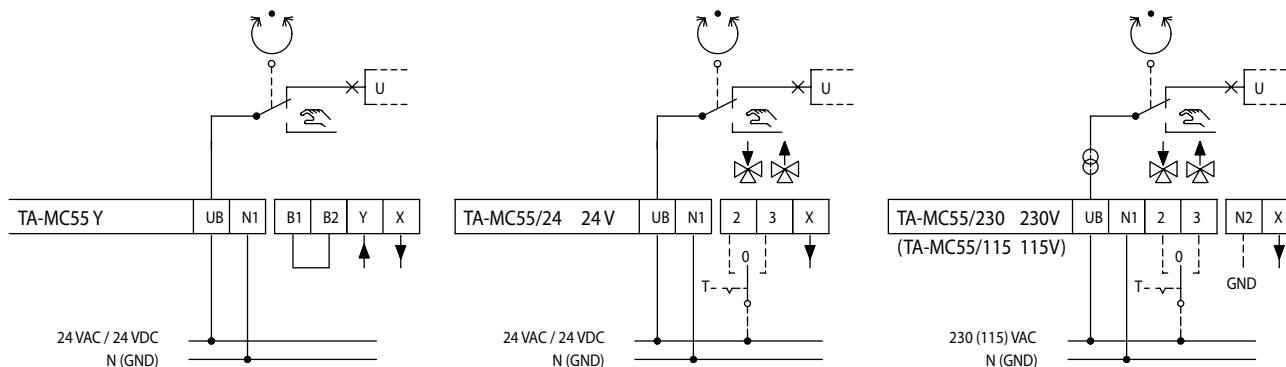 U
TA-MC55 Y
UB N1 B1 B2 Y X
24 VAC / 24 VDC
N (GND)
U
TA-MC55/24 24 V
UB N1 2 3 X
0
T
24 VAC / 24 VDC
N (GND)
U
TA-MC55/230 230V
(TA-MC55/115 115V)
UB N1 2 3 N2 X
0
T
GND
230 (115) VAC
N (GND)